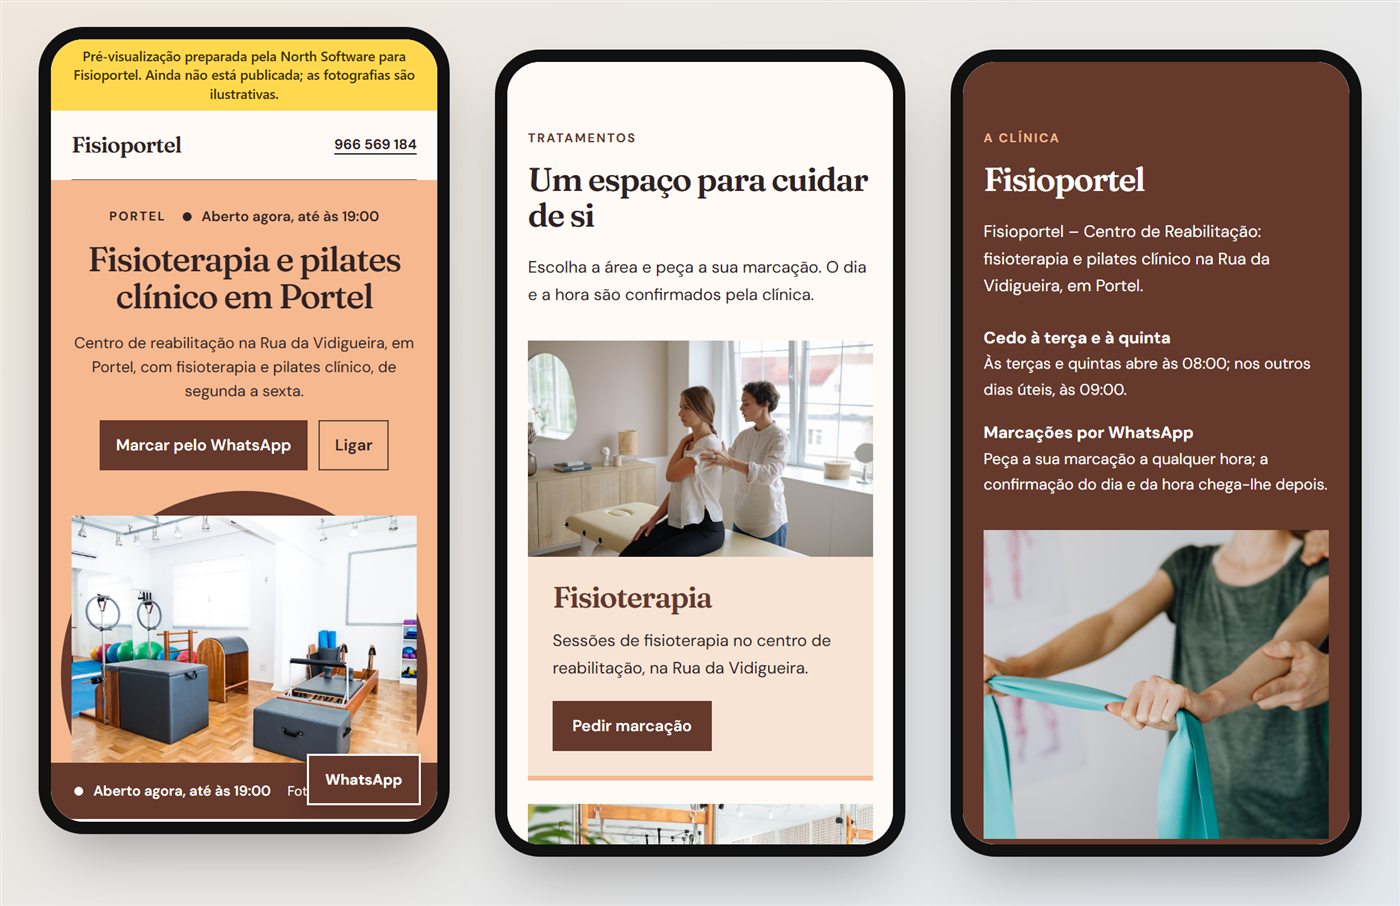 Pré-visualização preparada pela North Software para
Fisioportel. Ainda não está publicada; as fotografias são
ilustrativas.
Fisioportel
966 569 184
PORTEL
Aberto agora, até às 19:00
Fisioterapia e pilates
clínico em Portel
Centro de reabilitação na Rua da Vidigueira, em
Portel, com fisioterapia e pilates clínico, de
segunda a sexta.
Marcar pelo WhatsApp
Ligar
Aberto agora, até às 19:00
WhatsApp
TRATAMENTOS
Um espaço para cuidar
de si
Escolha a área e peça a sua marcação. O dia
e a hora são confirmados pela clínica.
Fisioterapia
Sessões de fisioterapia no centro de
reabilitação, na Rua da Vidigueira.
Pedir marcação
A CLÍNICA
Fisioportel
Fisioportel – Centro de Reabilitação:
fisioterapia e pilates clínico na Rua da
Vidigueira, em Portel.
Cedo à terça e à quinta
Às terças e quintas abre às 08:00; nos outros
dias úteis, às 09:00.
Marcações por WhatsApp
Peça a sua marcação a qualquer hora; a
confirmação do dia e da hora chega-lhe depois.